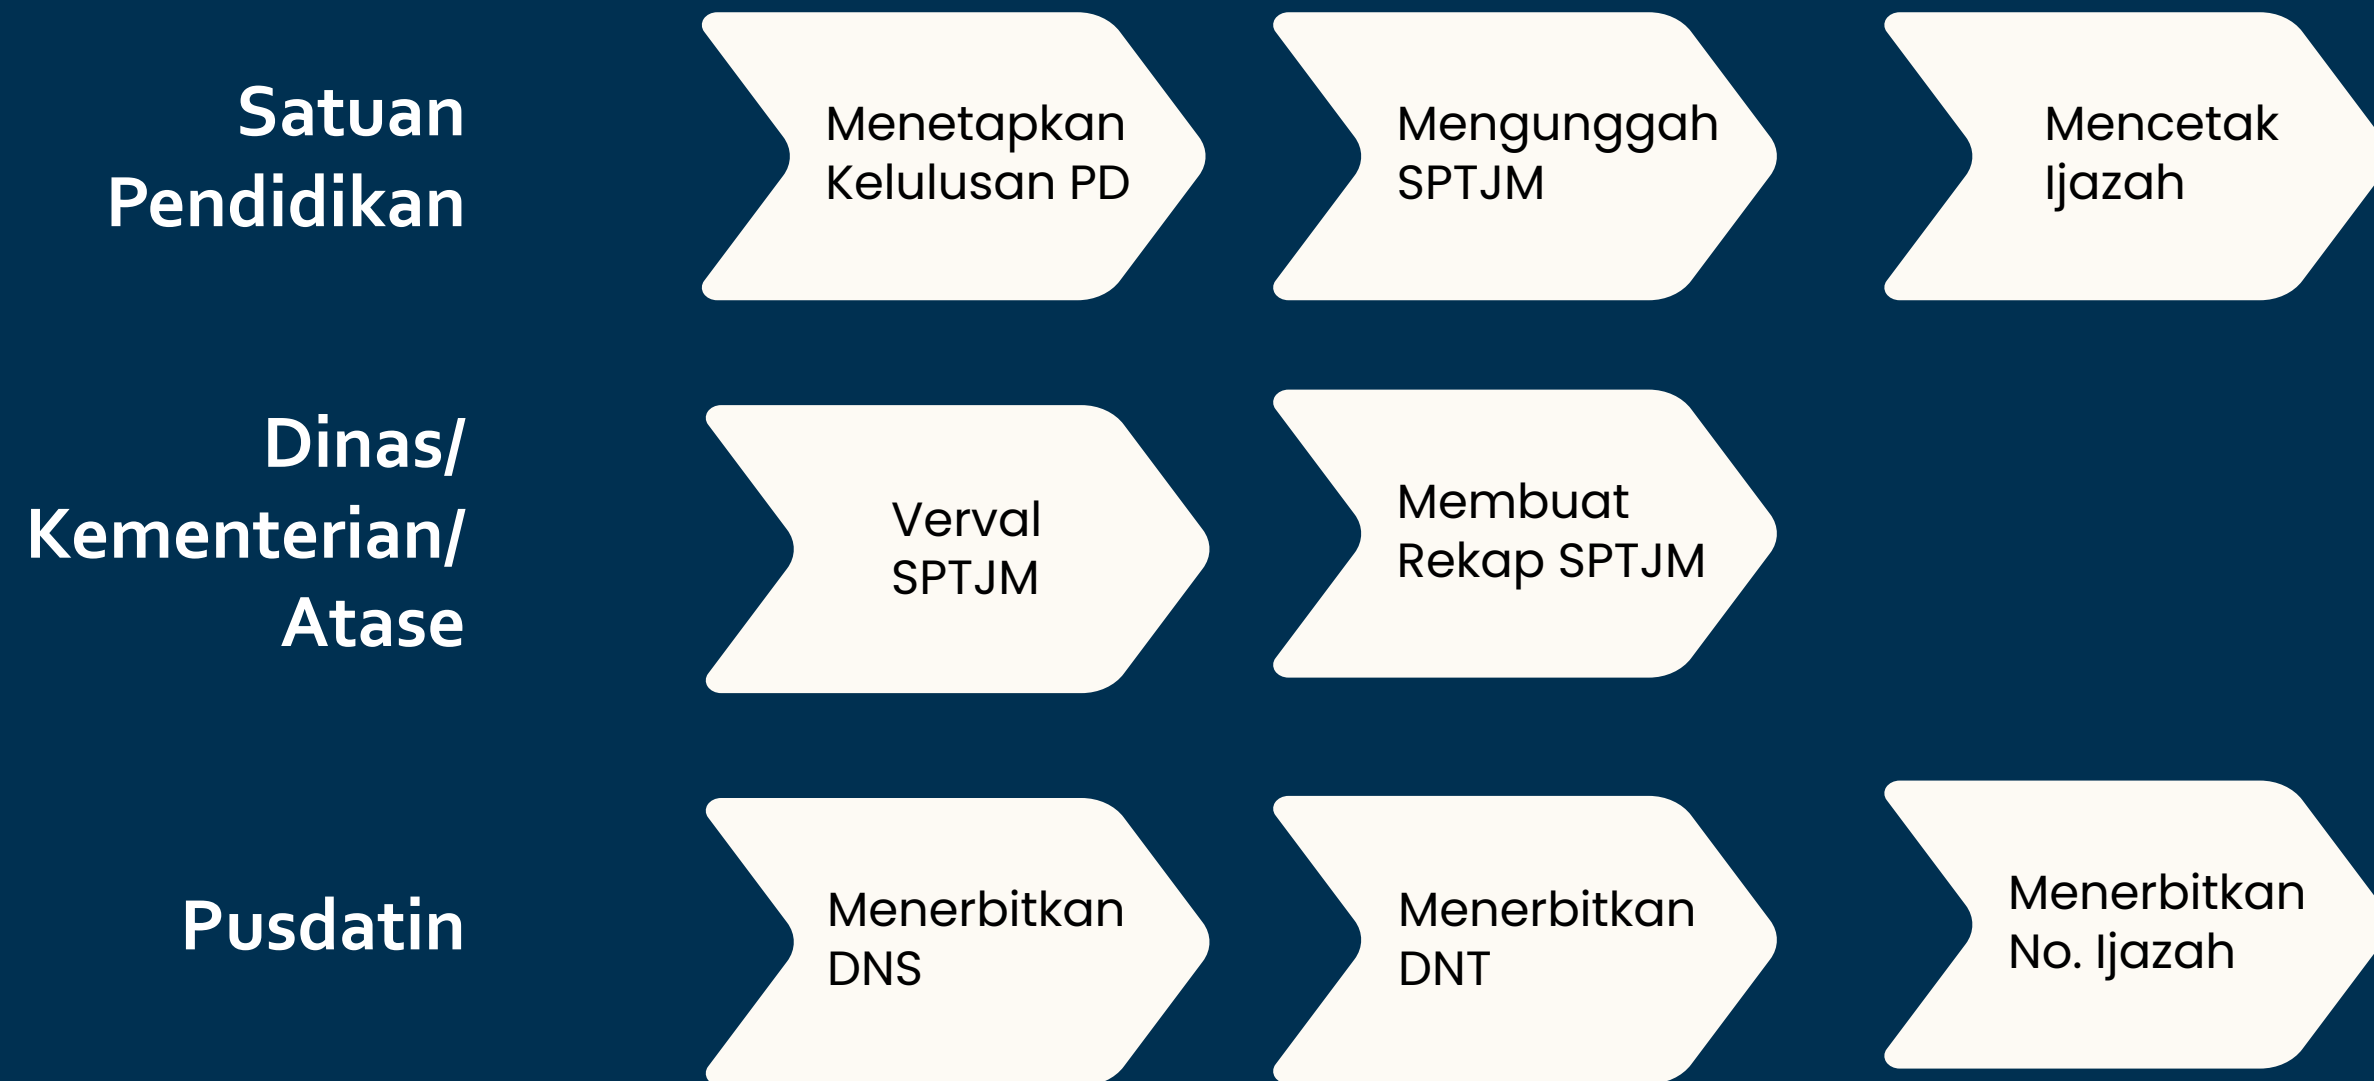 Satuan
Pendidikan
Menetapkan
Kelulusan PD
Mengunggah
SPTJM
Mencetak
Ijazah
Dinas/
Kementerian/
Atase
Verval
SPTJM
Membuat
Rekap SPTJM
Pusdatin
Menerbitkan
DNS
Menerbitkan
DNT
Menerbitkan
No. Ijazah